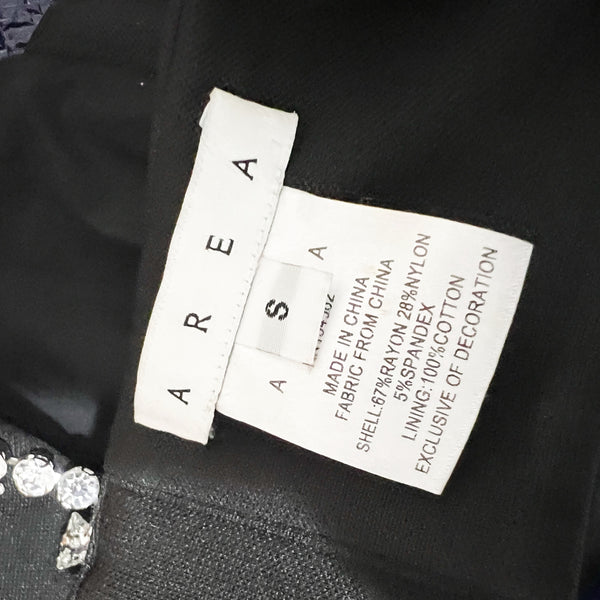 AREA
S
MADE IN CHINA
FABRIC FROM CHINA
SHELL:67%RAYON 28%NYLON
5%SPANDEX
LINING:100%COTTON
EXCLUSIVE OF DECORATION